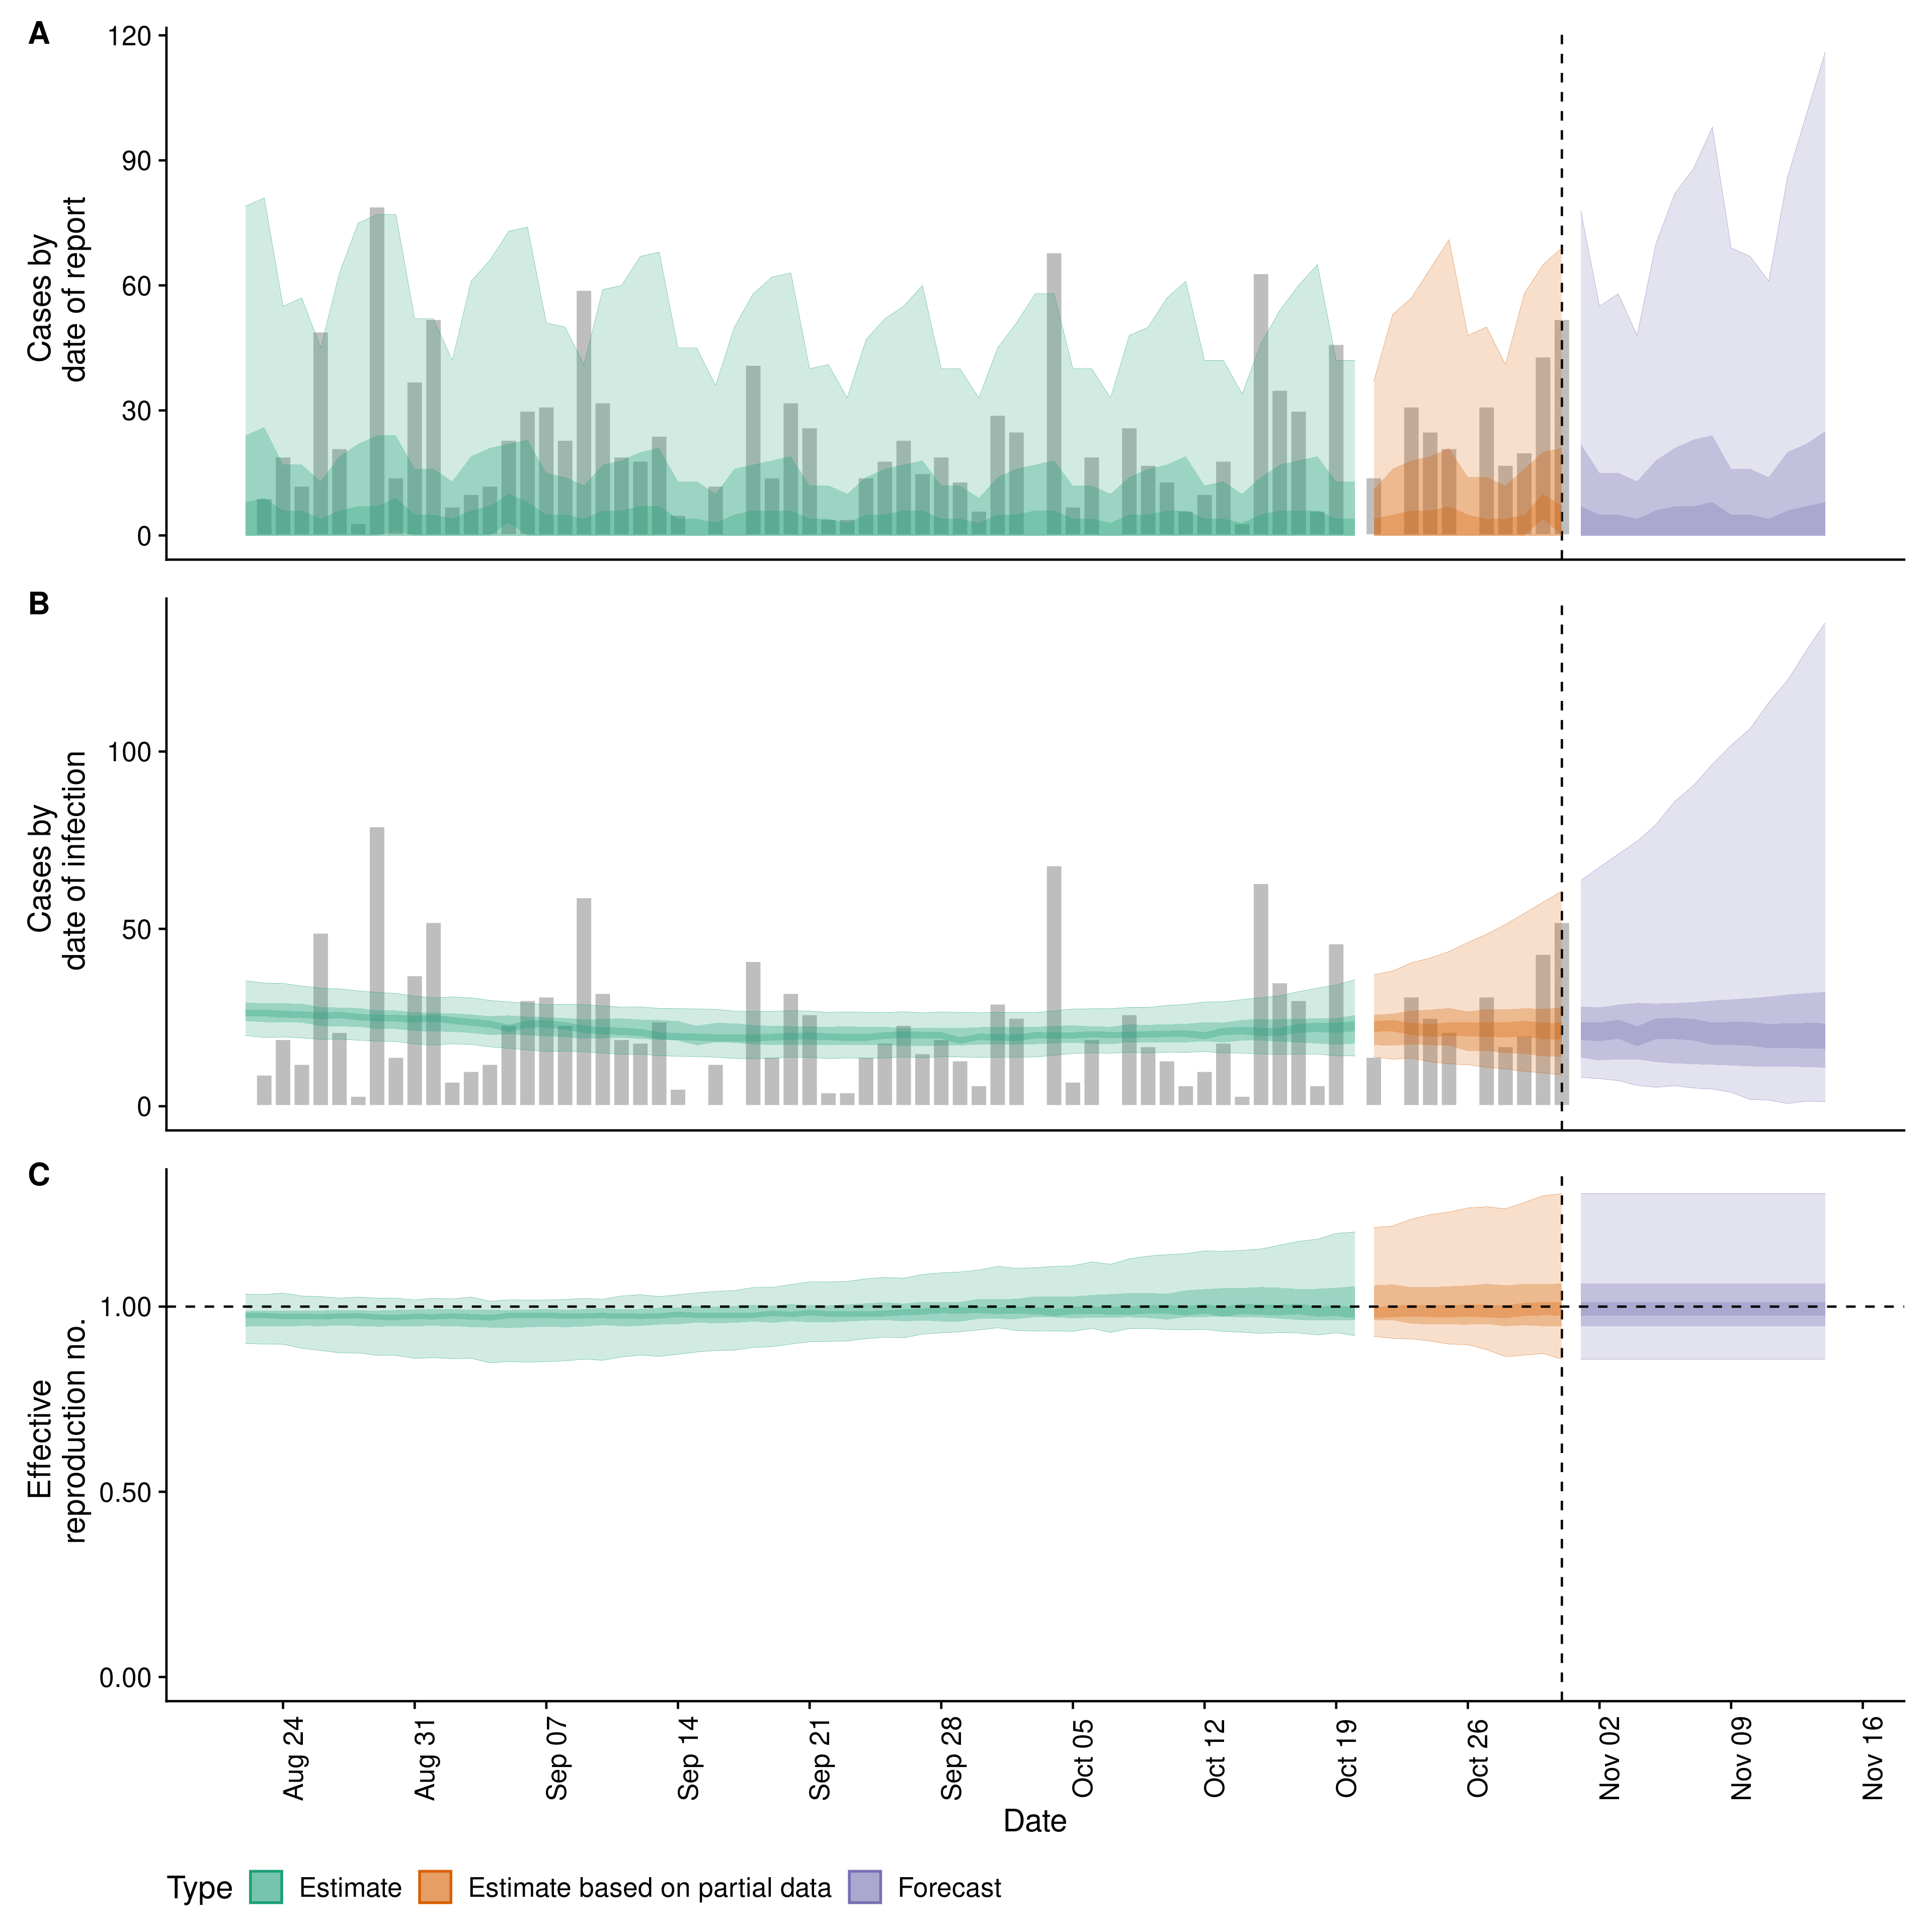 A
120
90
60
30
0
Cases by
date of report
B
100
50
0
Cases by
date of infection
C
1.00
0.50
0.00
Effective
reproduction no.
Aug 24
Aug 31
Sep 07
Sep 14
Sep 21
Sep 28
Oct 05
Oct 12
Oct 19
Oct 26
Nov 02
Nov 09
Nov 16
Date
Type Estimate Estimate based on partial data Forecast